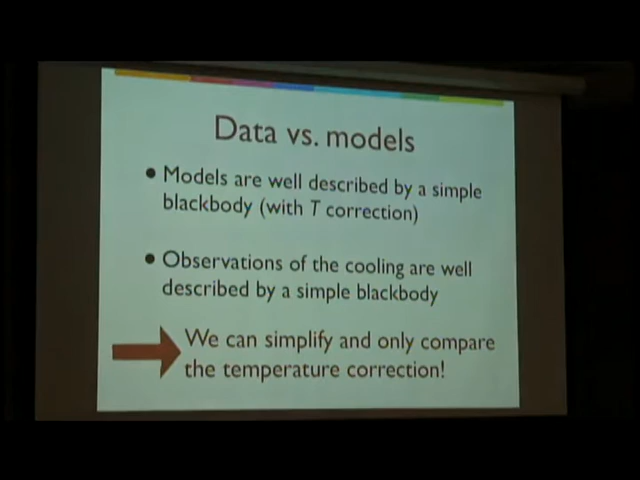 Data vs. models
• Models are well described by a simple
blackbody (with T correction)
• Observations of the cooling are well
described by a simple blackbody
We can simplify and only compare
the temperature correction!